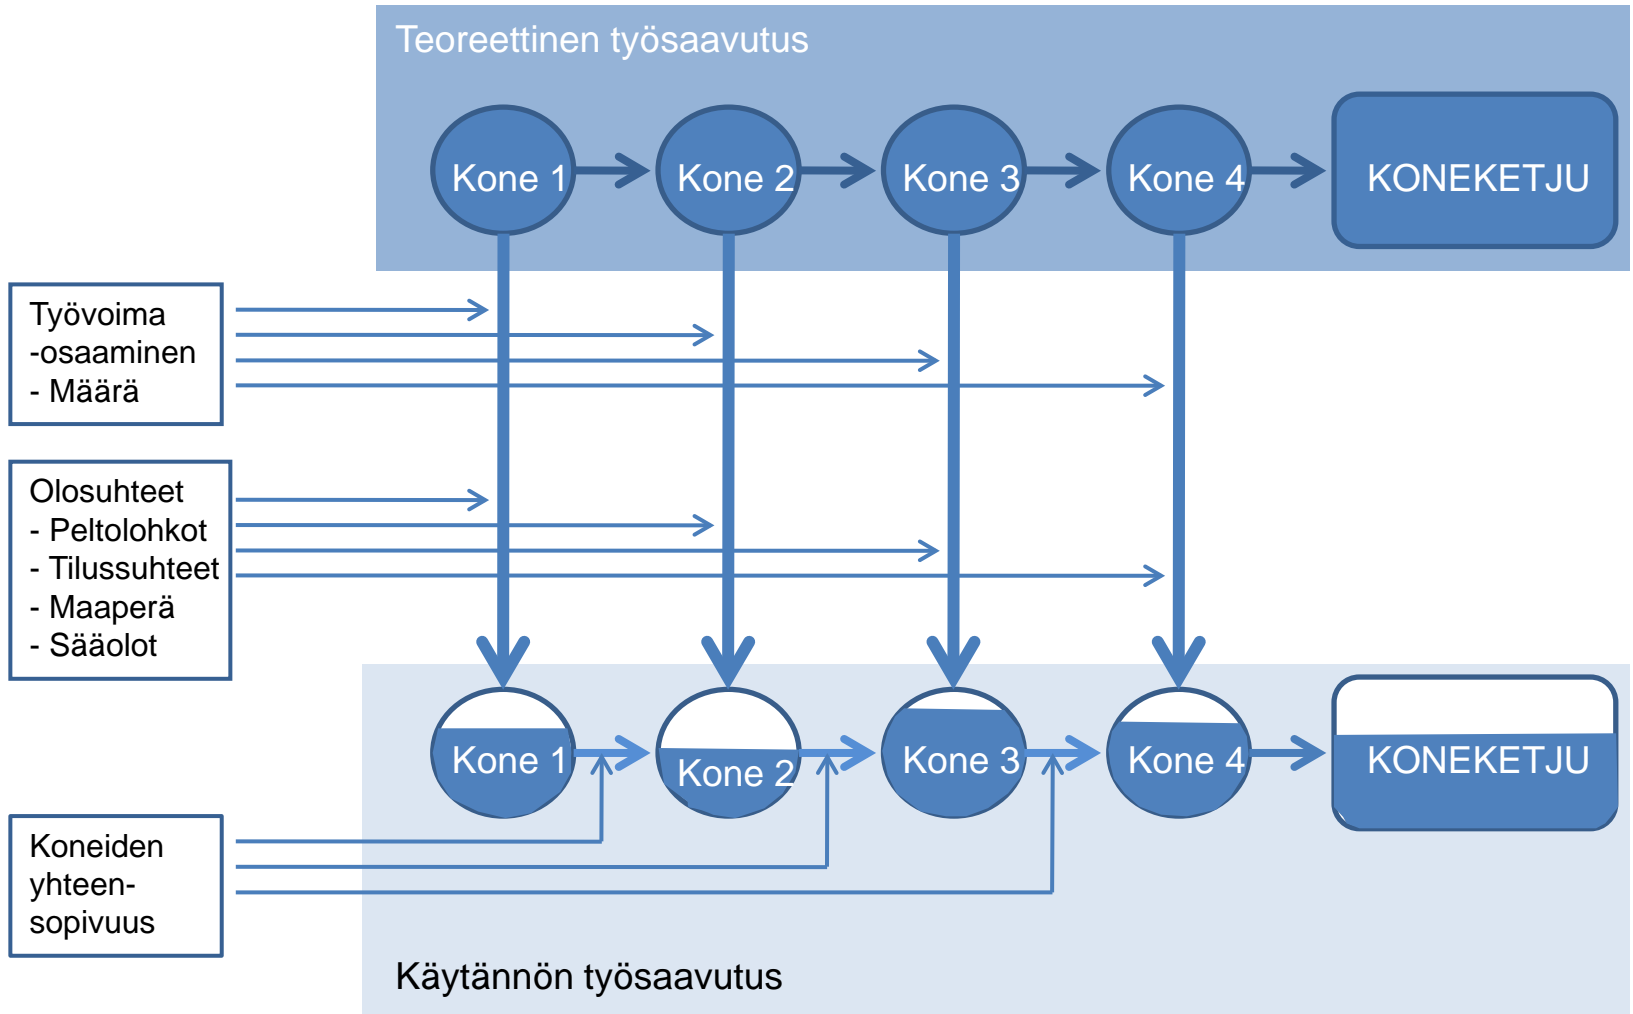 Teoreettinen työsaavutus
Kone 1
Kone 2
Kone 3
Kone 4
KONEKETJU
Työvoima
-osaaminen
- Määrä
Olosuhteet
- Peltolohkot
- Tilussuhteet
- Maaperä
- Sääolot
Kone 1
Kone 2
Kone 3
Kone 4
KONEKETJU
Koneiden
yhteen-
sopivuus
Käytännön työsaavutus